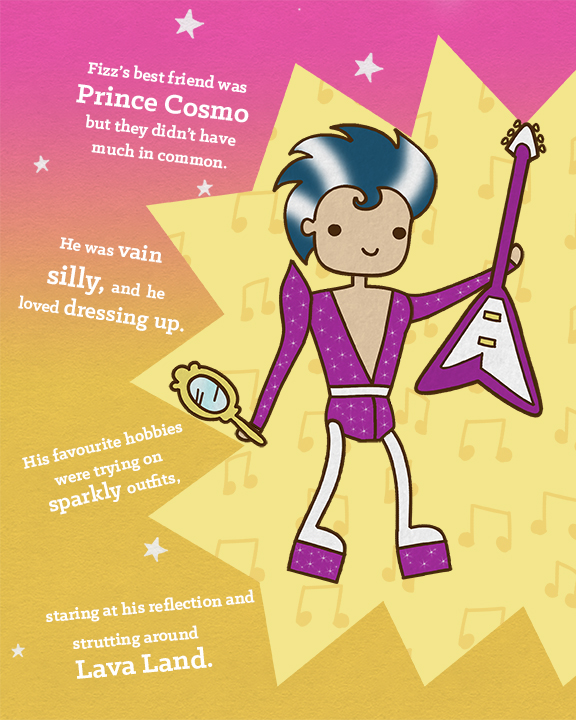 Fizz's best friend was
Prince Cosmo
but they didn't have
much in common.
He was vain
silly, and he
loved dressing up.
His favourite hobbies
were trying on
sparkly outfits,
staring at his reflection and
strutting around
Lava Land.